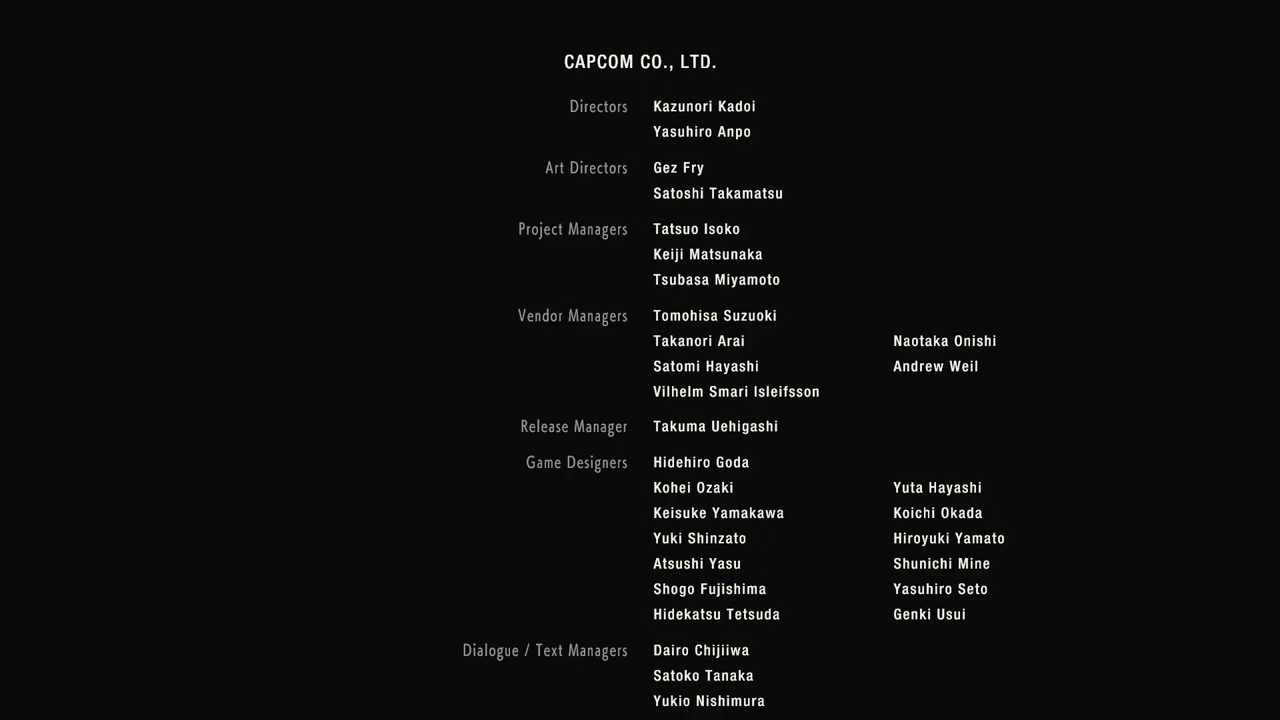 CAPCOM CO., LTD.
Directors Kazunori Kadoi
Yasuhiro Anpo
Art Directors Gez Fry
Satoshi Takamatsu
Project Managers Tatsuo Isoko
Keiji Matsunaka
Tsubasa Miyamoto
Vendor Managers Tomohisa Suzuoki
Takanori Arai Naotaka Onishi
Satomi Hayashi Andrew Weil
Vilhelm Smari Isleifsson
Release Manager Takuma Uehigashi
Game Designers Hidehiro Goda
Kohei Ozaki Yuta Hayashi
Keisuke Yamakawa Koichi Okada
Yuki Shinzato Hiroyuki Yamato
Atsushi Yasu Shunichi Mine
Shogo Fujishima Yasuhiro Seto
Hidekatsu Tetsuda Genki Usui
Dialogue / Text Managers Dairo Chijiiwa
Satoko Tanaka
Yukio Nishimura